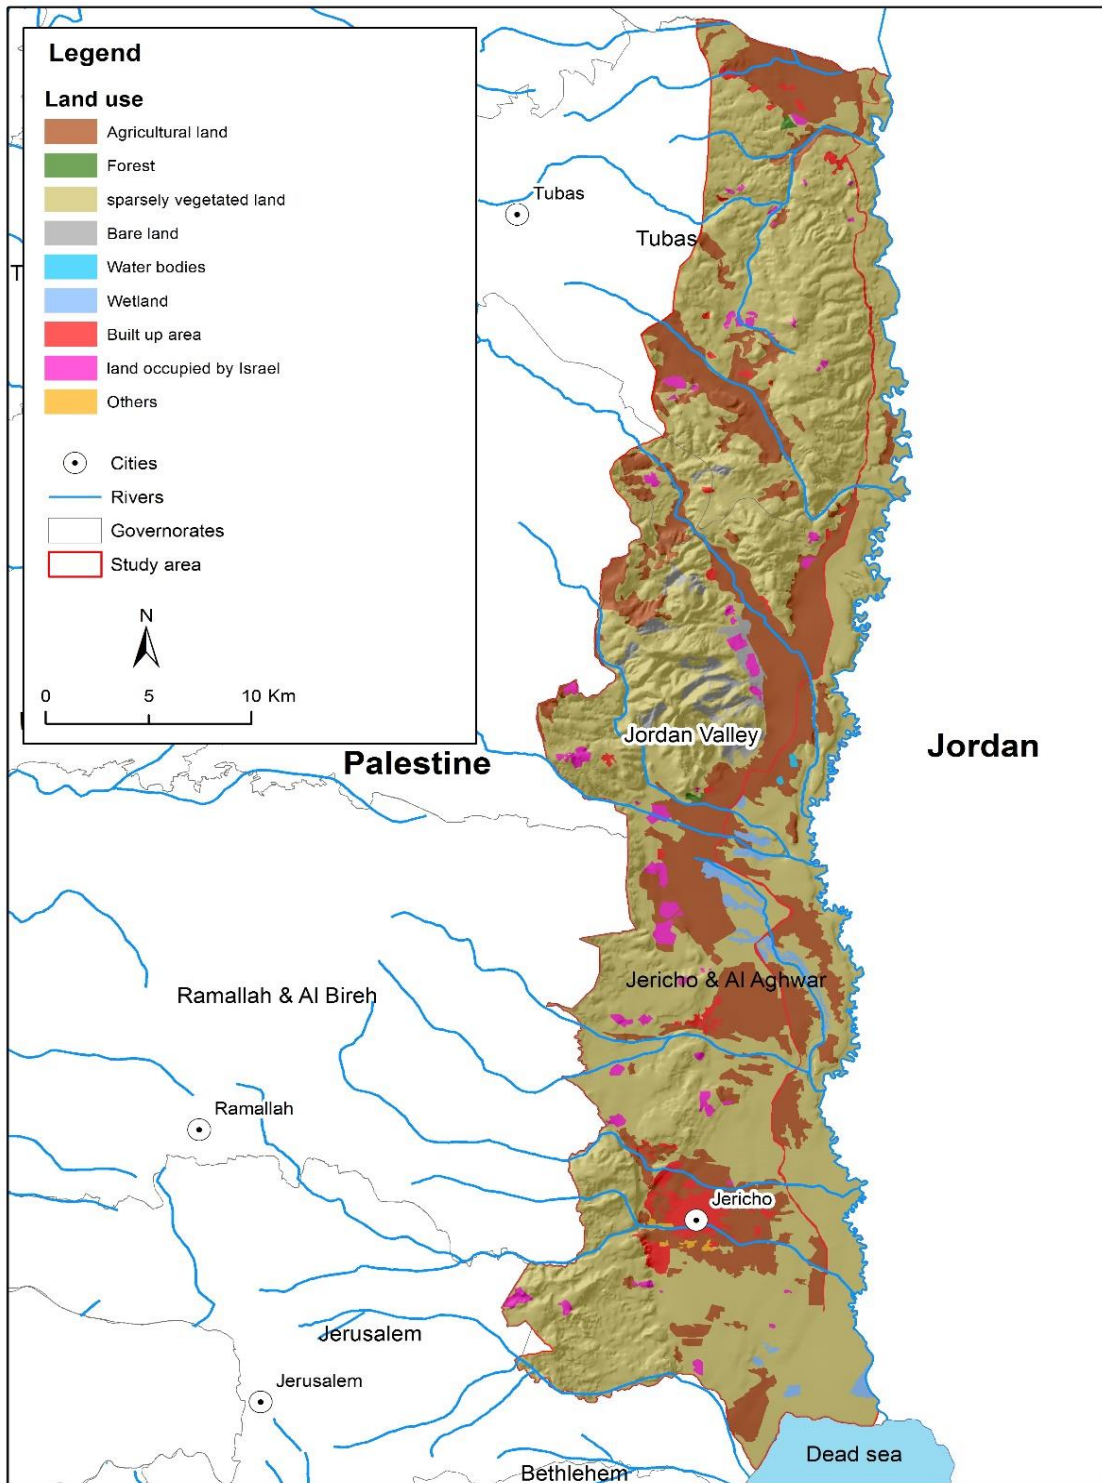 Legend
Land use
Agricultural land
Forest
sparsely vegetated land
Bare land
Water bodies
Wetland
Built up area
land occupied by Israel
Others
Cities
Rivers
Governorates
Study area
N
0 5 10 Km
T
Tubas
Tubas
Jordan Valley
Palestine
Jordan
Jericho & Al Aghwar
Ramallah & Al Bireh
Ramallah
Jericho
Jerusalem
Jerusalem
Dead sea
Bethlehem